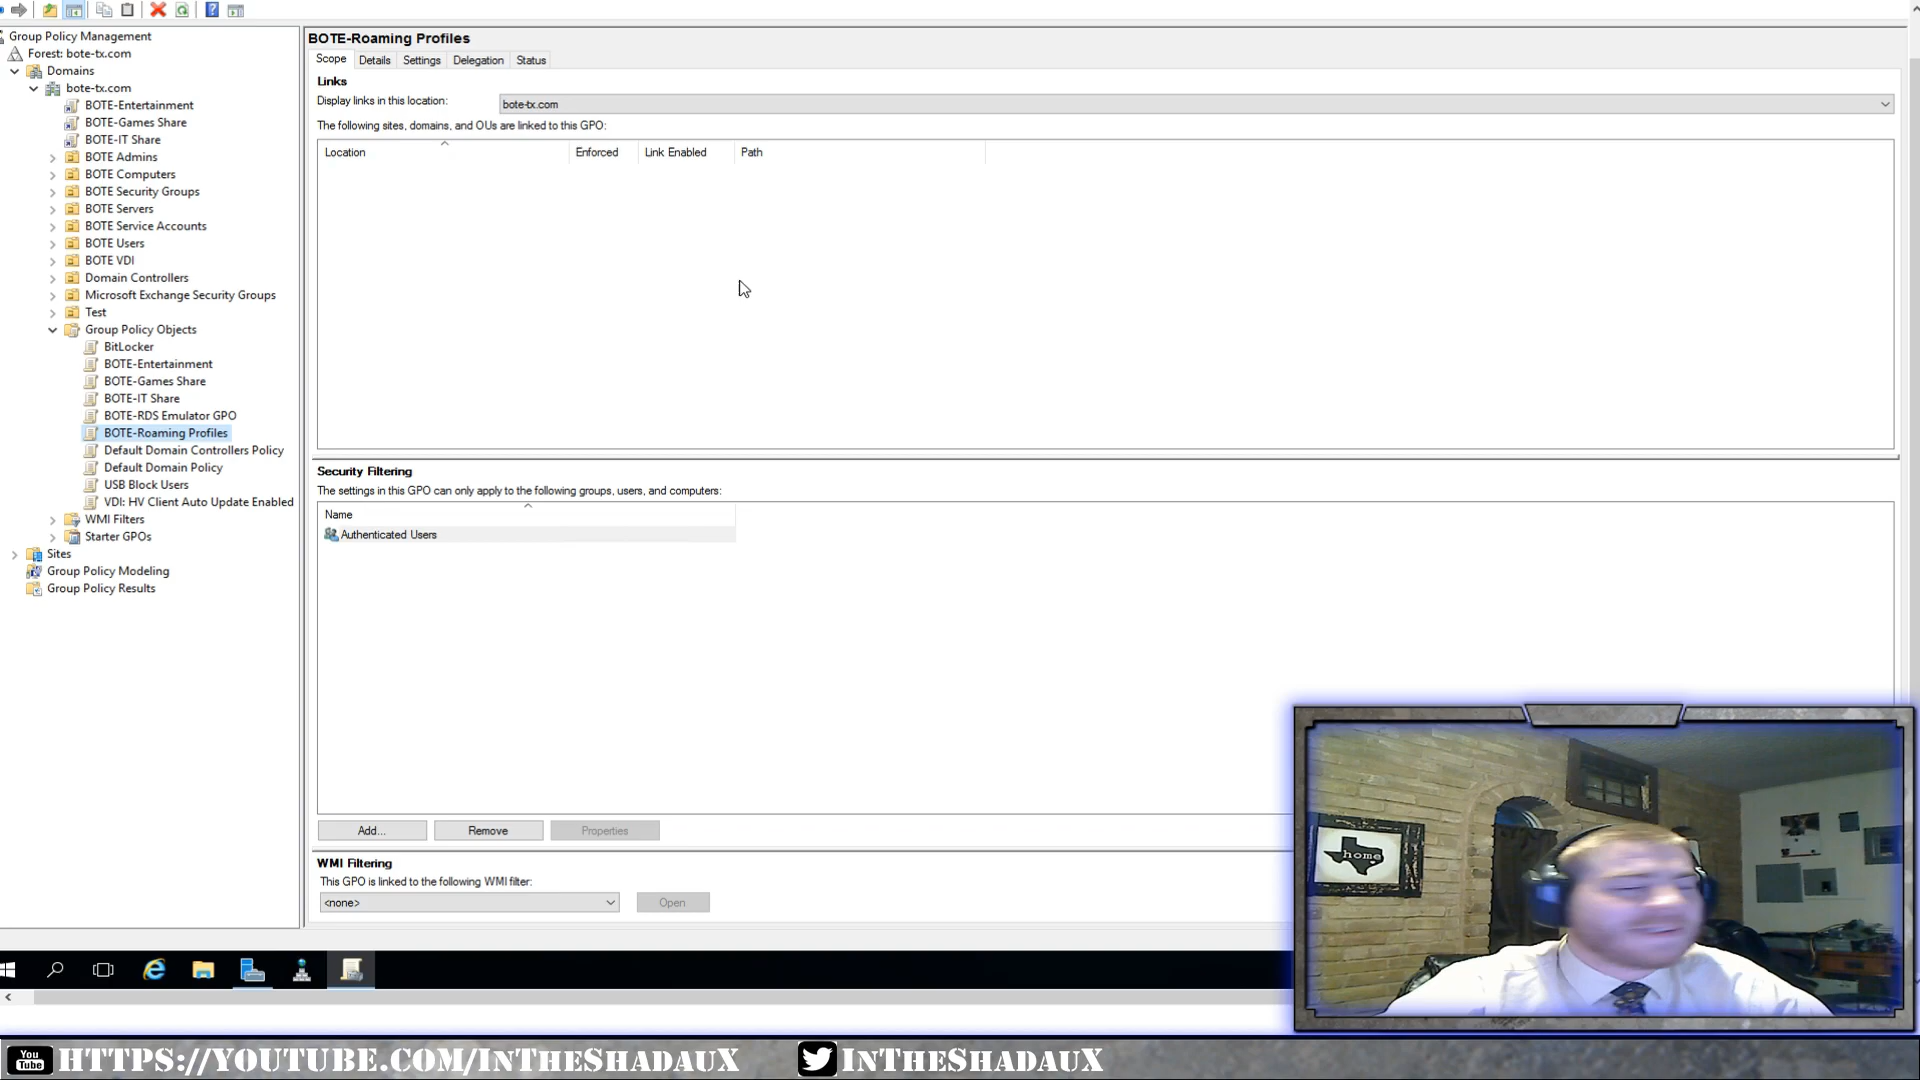 Group Policy Management
Forest: bote-tx.com
Domains
bote-tx.com
BOTE-Entertainment
BOTE-Games Share
BOTE-IT Share
BOTE Admins
BOTE Computers
BOTE Security Groups
BOTE Servers
BOTE Service Accounts
BOTE Users
BOTE VDI
Domain Controllers
Microsoft Exchange Security Groups
Test
Group Policy Objects
BitLocker
BOTE-Entertainment
BOTE-Games Share
BOTE-IT Share
BOTE-RDS Emulator GPO
BOTE-Roaming Profiles
Default Domain Controllers Policy
Default Domain Policy
USB Block Users
VDI: HV Client Auto Update Enabled
WMI Filters
Starter GPOs
Sites
Group Policy Modeling
Group Policy Results
BOTE-Roaming Profiles
Scope Details Settings Delegation Status
Links
Display links in this location: bote-tx.com
The following sites, domains, and OUs are linked to this GPO:
Location Enforced Link Enabled Path
Security Filtering
The settings in this GPO can only apply to the following groups, users, and computers:
Name
Authenticated Users
Add... Remove Properties
WMI Filtering
This GPO is linked to the following WMI filter:
<none> Open
home
You Tube HTTPS://YOUTUBE.COM/INTHESHADAUX INTHESHADAUX